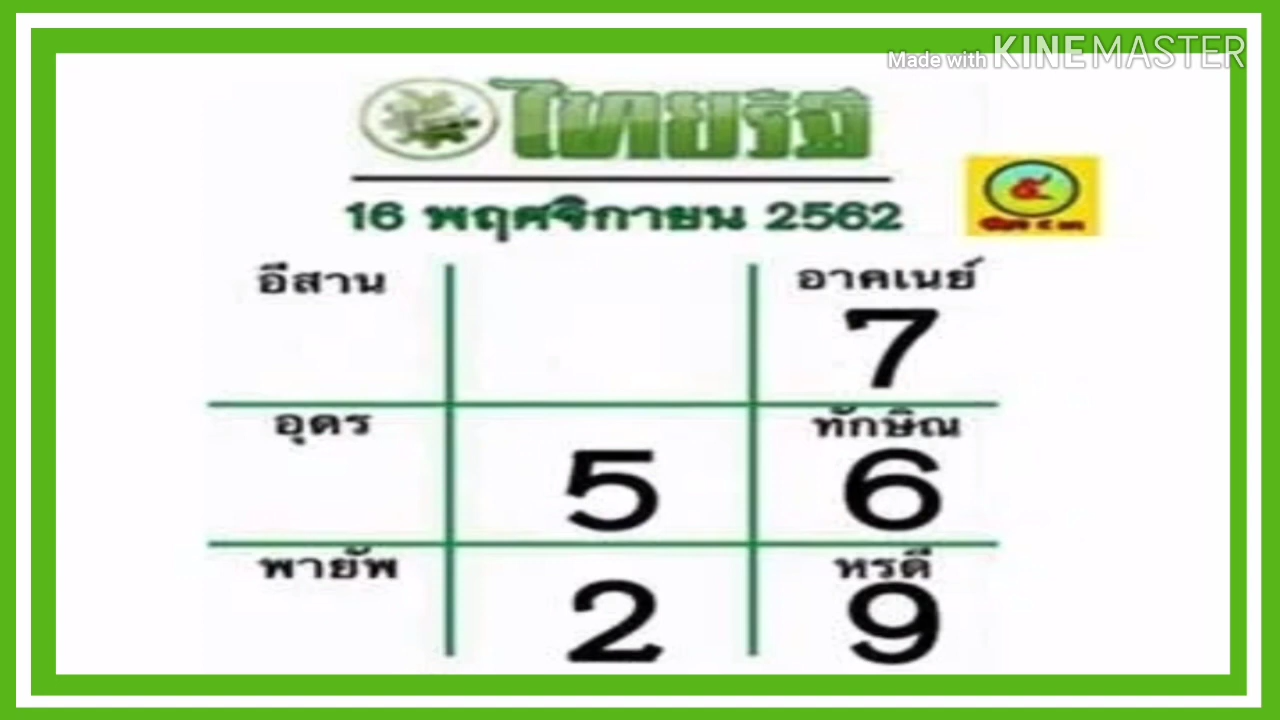 Made with KINEMASTER
ไทยรัฐ
16 พฤศจิกายน 2562
๔
อีสาน อาคเนย์
7
อุดร ทักษิณ
5 6
พายัพ หรดี
2 9